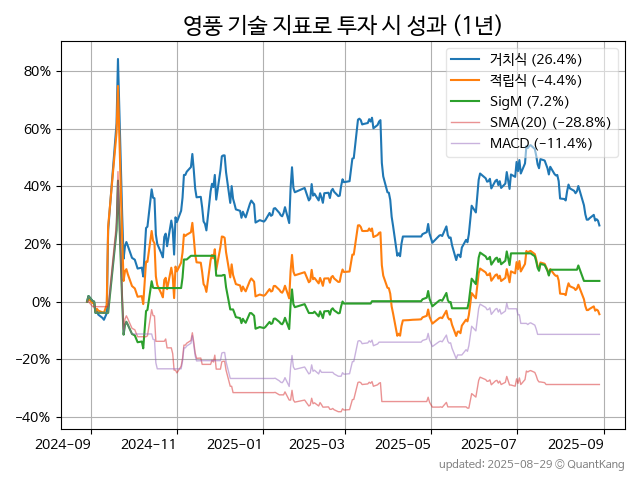 영풍 기술 지표로 투자 시 성과 (1년)
거치식 (26.4%)
적립식 (−4.4%)
SigM (7.2%)
SMA(20) (−28.8%)
MACD (−11.4%)
80%
60%
40%
20%
0%
−20%
−40%
2024-09 2024-11 2025-01 2025-03 2025-05 2025-07 2025-09
updated: 2025-08-29 © QuantKang